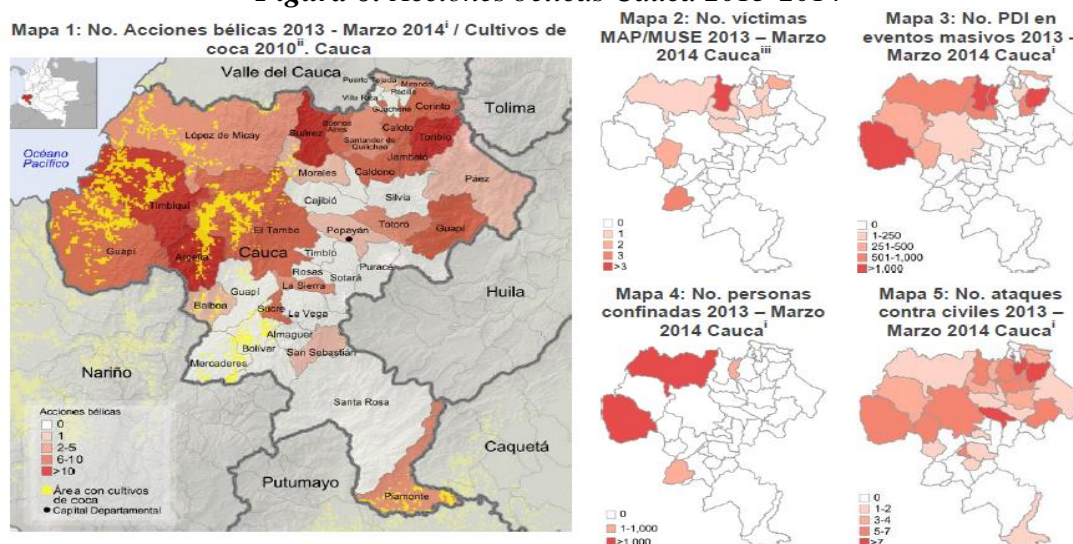 Figura 6. Acciones bélicas Cauca 2013-2014
Mapa 1: No. Acciones bélicas 2013 - Marzo 2014ⁱ / Cultivos de
coca 2010ⁱⁱ. Cauca
Valle del Cauca
Puerto Tejada
Miranda
Padilla
Villa Rica
Guachené
Tolima
Corinto
Océano
Pacífico
López de Micay
Suárez
Buenos
Aires
Caloto
Toribío
Santander de
Quilichao
Jambaló
Morales
Caldono
Páez
Timbiquí
Cajibío
Silvia
El Tambo
Totoró
Popayán
Guapí
Guapí
Cauca
Timbío
Puracé
Argelia
Rosas
Sotará
La Sierra
Huila
Guapí
Balboa
Sucre
La Vega
Almaguer
Bolívar
San Sebastián
Mercaderes
Nariño
Santa Rosa
Caquetá
Putumayo
Piamonte
Acciones bélicas
0
1
2-5
6-10
>10
Área con cultivos
de coca
Capital Departamental
Mapa 2: No. víctimas
MAP/MUSE 2013 – Marzo
2014 Caucaⁱⁱⁱ
0
1
2
3
>3
Mapa 3: No. PDI en
eventos masivos 2013 -
Marzo 2014 Caucaⁱ
0
1-250
251-500
501-1,000
>1.000
Mapa 4: No. personas
confinadas 2013 – Marzo
2014 Caucaⁱ
0
1-1,000
>1.000
Mapa 5: No. ataques
contra civiles 2013 –
Marzo 2014 Caucaⁱ
0
1-2
3-4
5-7
>7